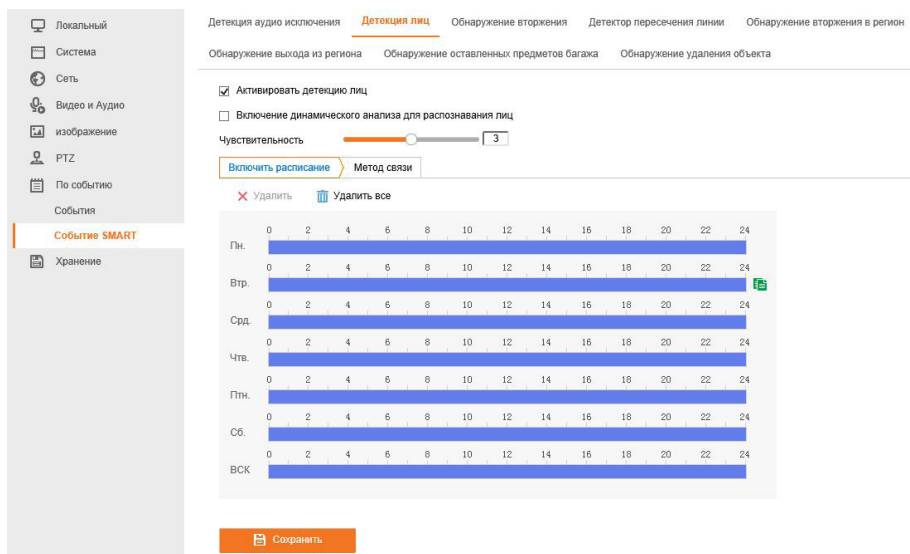 Локальный
Система
Сеть
Видео и Аудио
изображение
PTZ
По событию
События
Событие SMART
Хранение
Детекция аудио исключения Детекция лиц Обнаружение вторжения Детектор пересечения линии Обнаружение вторжения в регион
Обнаружение выхода из региона Обнаружение оставленных предметов багажа Обнаружение удаления объекта
Активировать детекцию лиц
Включение динамического анализа для распознавания лиц
Чувствительность 3
Включить расписание Метод связи
Удалить Удалить все
0 2 4 6 8 10 12 14 16 18 20 22 24
Пн.
0 2 4 6 8 10 12 14 16 18 20 22 24
Втр.
0 2 4 6 8 10 12 14 16 18 20 22 24
Срд.
0 2 4 6 8 10 12 14 16 18 20 22 24
Чтв.
0 2 4 6 8 10 12 14 16 18 20 22 24
Птн.
0 2 4 6 8 10 12 14 16 18 20 22 24
Сб.
0 2 4 6 8 10 12 14 16 18 20 22 24
ВСК
Сохранить